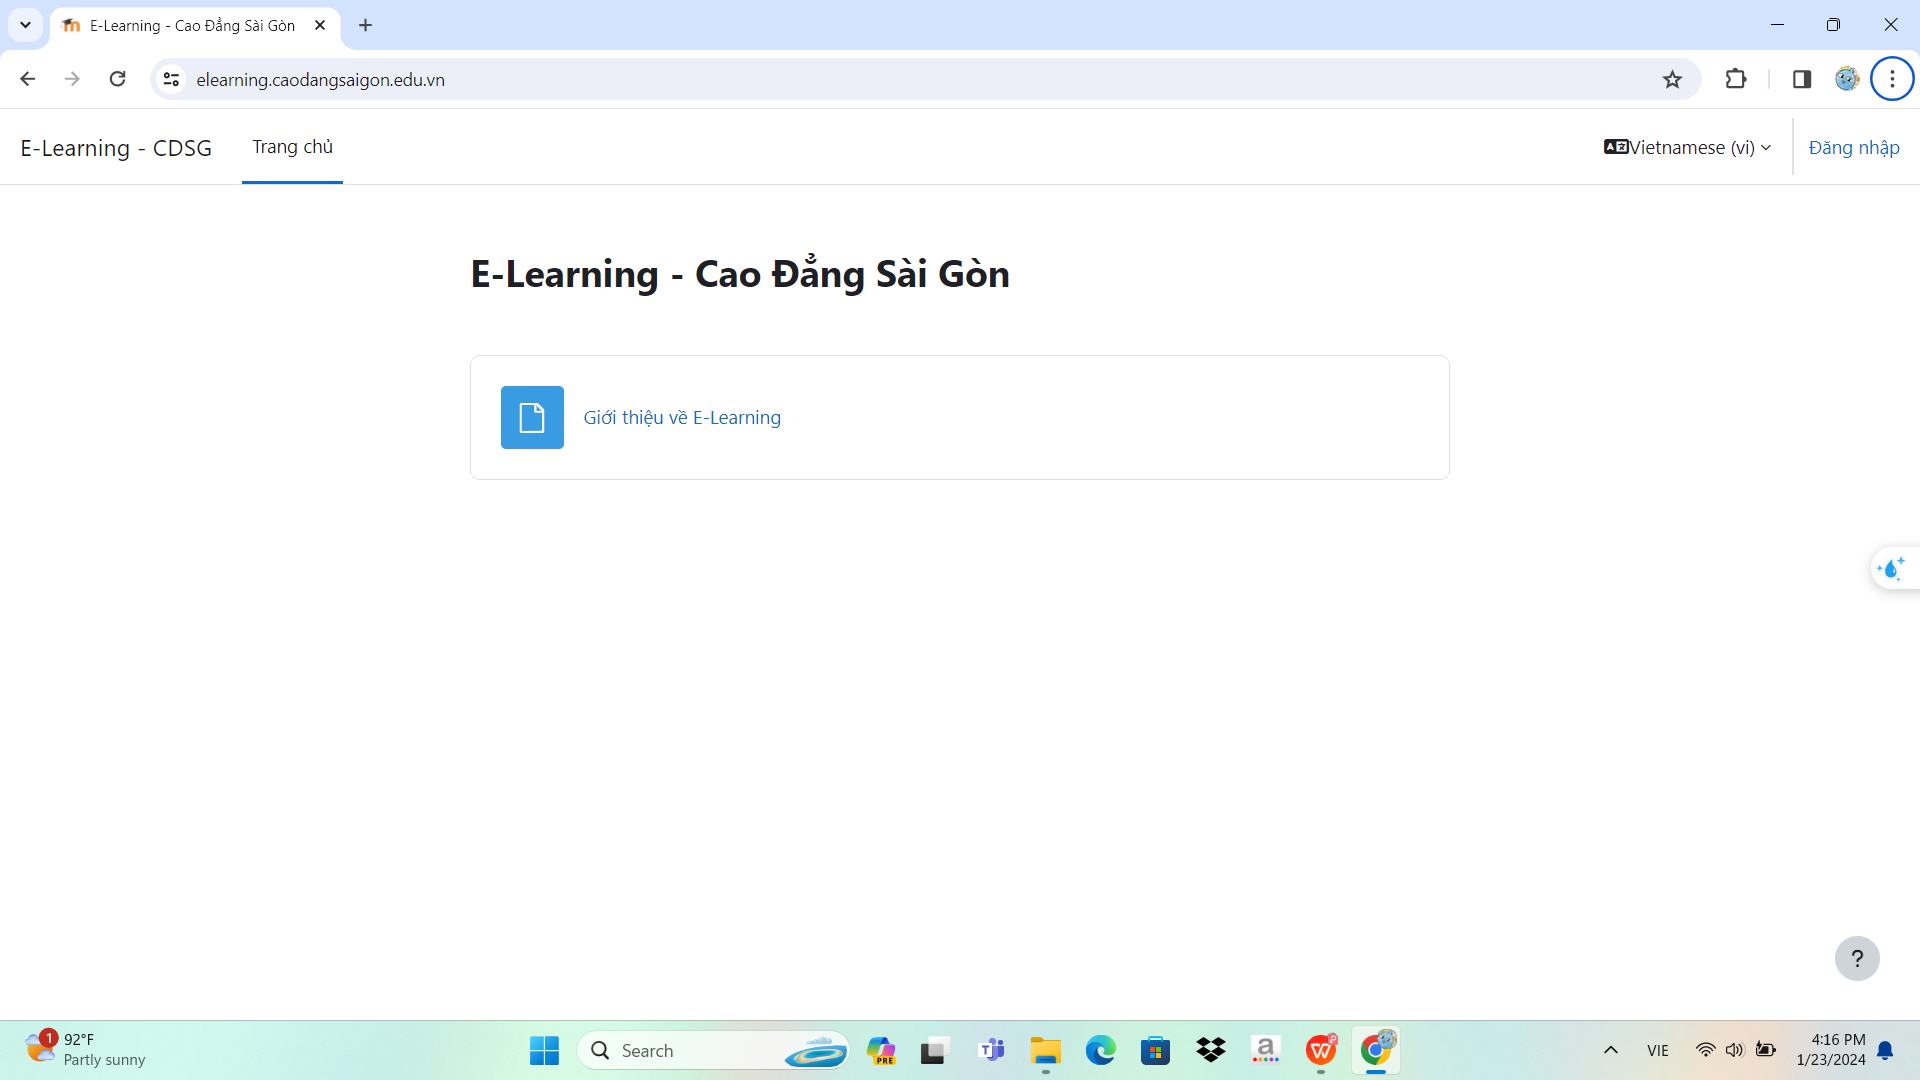 E-Learning - Cao Đẳng Sài Gòn
elearning.caodangsaigon.edu.vn
E-Learning - CDSG
Trang chủ
Vietnamese (vi)
Đăng nhập
E-Learning - Cao Đẳng Sài Gòn
Giới thiệu về E-Learning
?
1
92°F
Partly sunny
Search
PRE
VIE
4:16 PM
1/23/2024